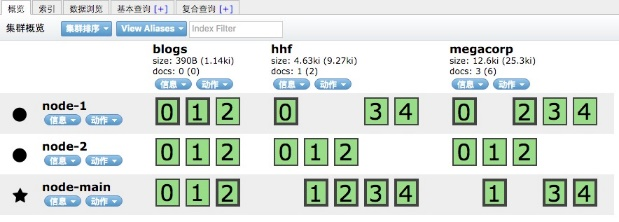 概览 索引 数据浏览 基本查询 [+] 复合查询 [+]
集群概览 集群排序 View Aliases Index Filter
blogs hhf megacorp
size: 390B (1.14ki) size: 4.63ki (9.27ki) size: 12.6ki (25.3ki)
docs: 0 (0) docs: 1 (2) docs: 3 (6)
信息 动作 信息 动作 信息 动作
node-1 0 1 2 0 3 4 0 2 3 4
信息 动作
node-2 0 1 2 0 1 2 0 1 2
信息 动作
node-main 0 1 2 1 2 3 4 1 3 4
信息 动作